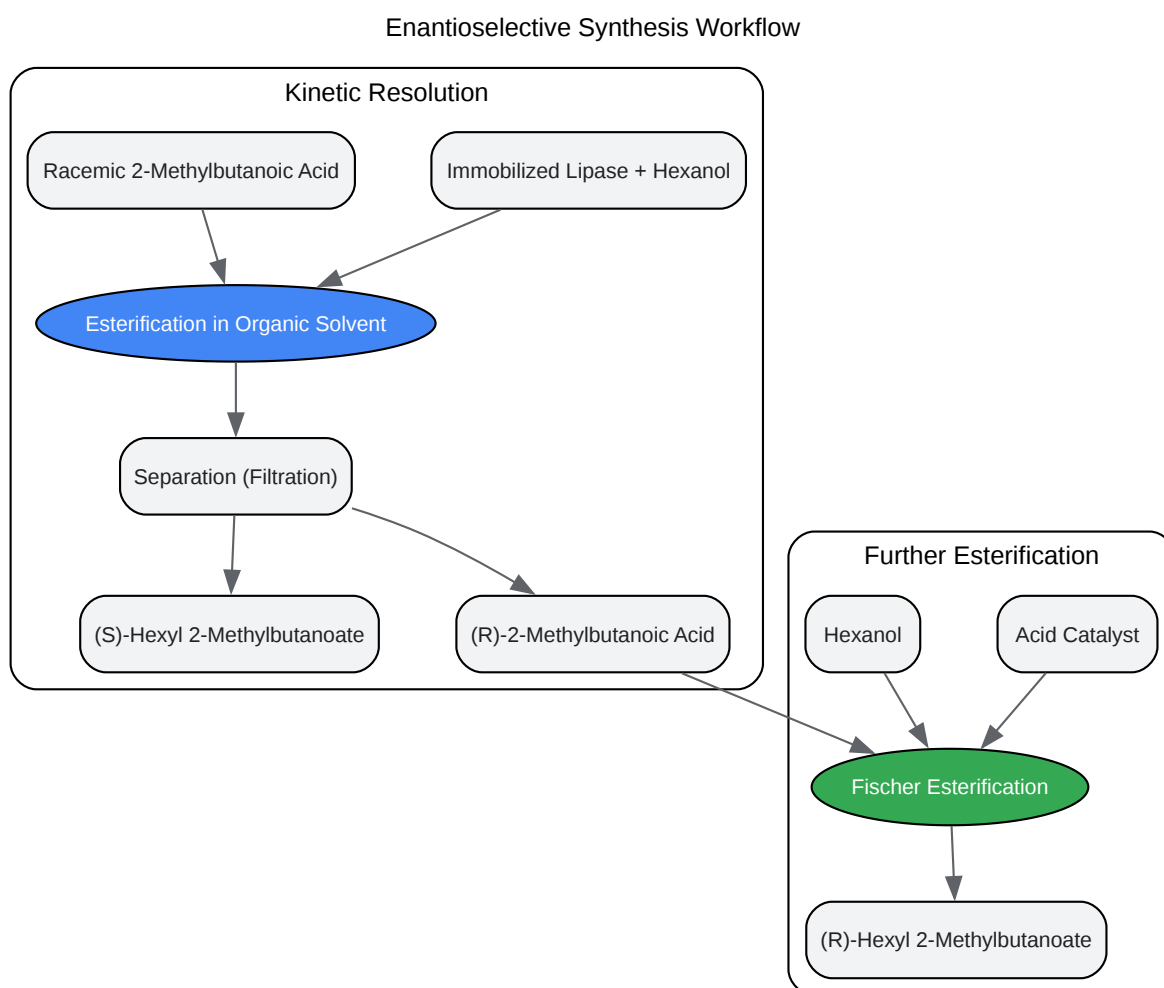 Enantioselective Synthesis Workflow
Kinetic Resolution
Racemic 2-Methylbutanoic Acid
Immobilized Lipase + Hexanol
Esterification in Organic Solvent
Separation (Filtration)
(S)-Hexyl 2-Methylbutanoate
(R)-2-Methylbutanoic Acid
Further Esterification
Hexanol
Acid Catalyst
Fischer Esterification
(R)-Hexyl 2-Methylbutanoate